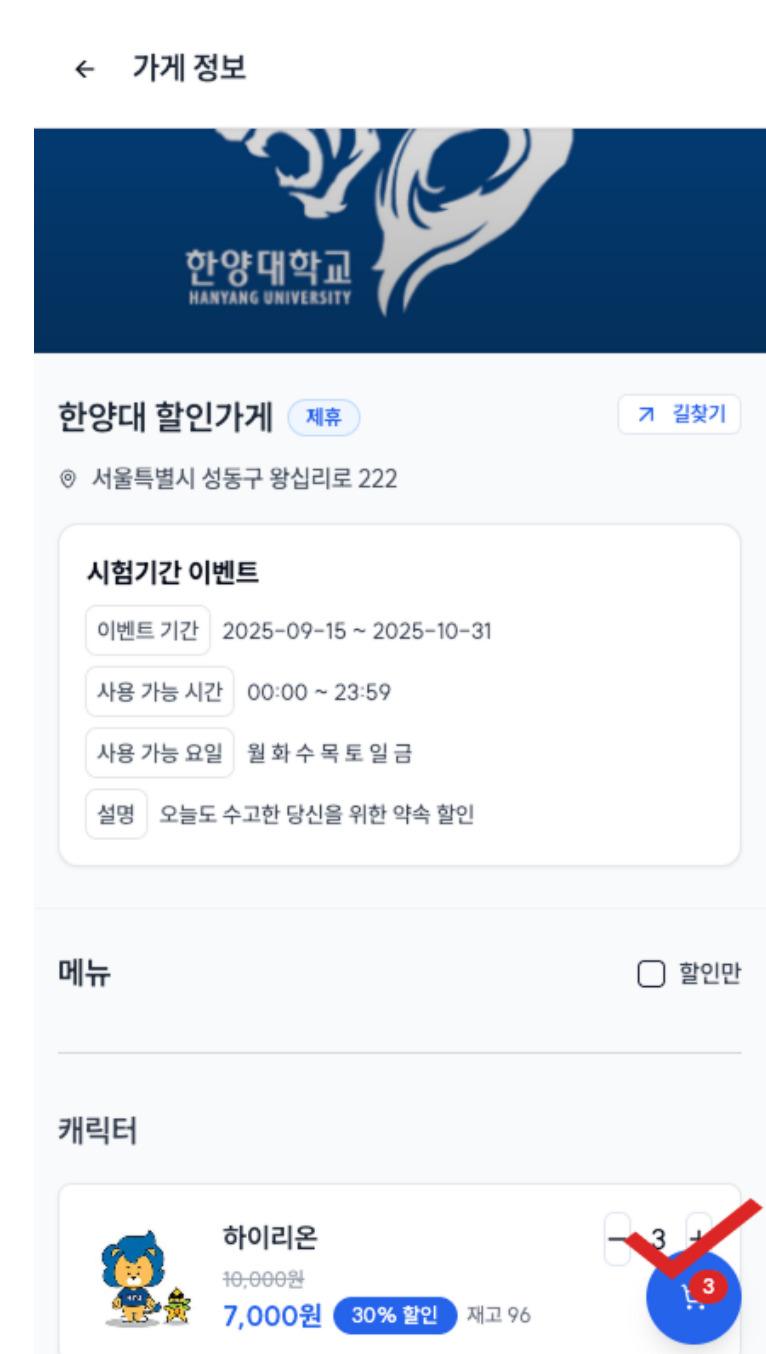 ← 가게 정보
한양대학교
HANYANG UNIVERSITY
한양대 할인가게 제휴 길찾기
서울특별시 성동구 왕십리로 222
시험기간 이벤트
이벤트 기간 2025-09-15 ~ 2025-10-31
사용 가능 시간 00:00 ~ 23:59
사용 가능 요일 월 화 수 목 토 일 금
설명 오늘도 수고한 당신을 위한 약속 할인
메뉴 할인만
캐릭터
하이리온 − 3 +
10,000원
7,000원 30% 할인 재고 96 3